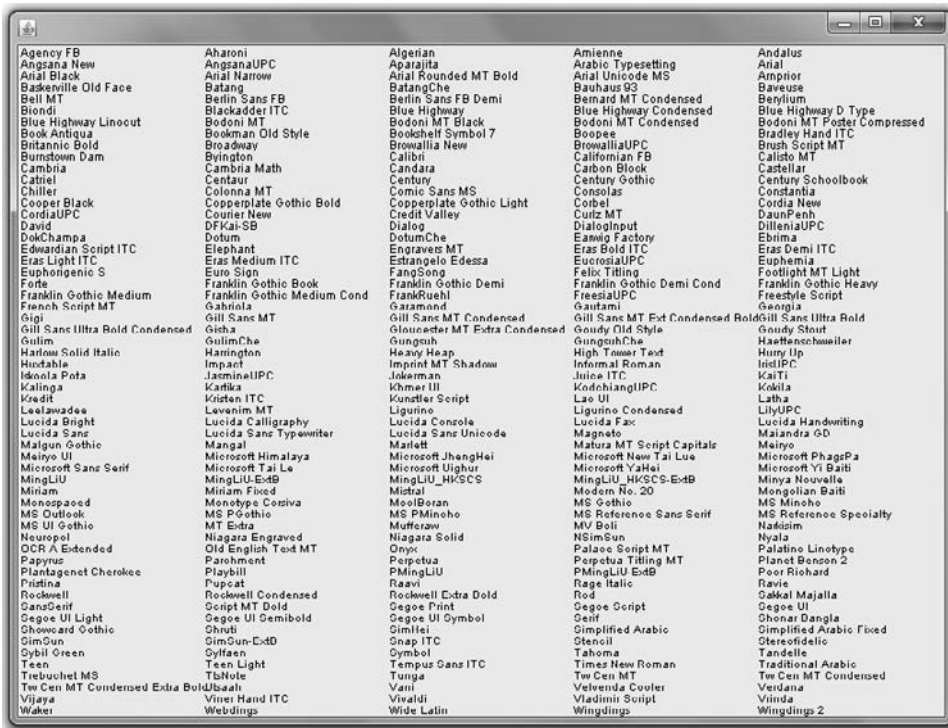 Agency FB Aharoni Algerian Amienne Andalus
Angsana New AngsanaUPC Aparajita Arabic Typesetting Arial
Arial Black Arial Narrow Arial Rounded MT Bold Arial Unicode MS Arnprior
Baskerville Old Face Batang BatangChe Bauhaus 93 Baveuse
Bell MT Berlin Sans FB Berlin Sans FB Demi Bernard MT Condensed Berylium
Biondi Blackadder ITC Blue Highway Blue Highway Condensed Blue Highway D Type
Blue Highway Linocut Bodoni MT Bodoni MT Black Bodoni MT Condensed Bodoni MT Poster Compressed
Book Antiqua Bookman Old Style Bookshelf Symbol 7 Boopee Bradley Hand ITC
Britannic Bold Broadway Browallia New BrowalliaUPC Brush Script MT
Burnstown Dam Byington Calibri Californian FB Calisto MT
Cambria Cambria Math Candara Carbon Block Castellar
Catriel Centaur Century Century Gothic Century Schoolbook
Chiller Colonna MT Comic Sans MS Consolas Constantia
Cooper Black Copperplate Gothic Bold Copperplate Gothic Light Corbel Cordia New
CordiaUPC Courier New Credit Valley Curlz MT DaunPenh
David DFKai-SB Dialog DialogInput DilleniaUPC
DokChampa Dotum DotumChe Earwig Factory Ebrima
Edwardian Script ITC Elephant Engravers MT Eras Bold ITC Eras Demi ITC
Eras Light ITC Eras Medium ITC Estrangelo Edessa EucrosiaUPC Euphemia
Euphorigenic S Euro Sign FangSong Felix Titling Footlight MT Light
Forte Franklin Gothic Book Franklin Gothic Demi Franklin Gothic Demi Cond Franklin Gothic Heavy
Franklin Gothic Medium Franklin Gothic Medium Cond FrankRuehl FreesiaUPC Freestyle Script
French Script MT Gabriola Garamond Gautami Georgia
Gigi Gill Sans MT Gill Sans MT Condensed Gill Sans MT Ext Condensed Bold Gill Sans Ultra Bold
Gill Sans Ultra Bold Condensed Gisha Gloucester MT Extra Condensed Goudy Old Style Goudy Stout
Gulim GulimChe Gungsuh GungsuhChe Haettenschweiler
Harlow Solid Italic Harrington Heavy Heap High Tower Text Hurry Up
Huxtable Impact Imprint MT Shadow Informal Roman IrisUPC
Iskoola Pota JasmineUPC Jokerman Juice ITC KaiTi
Kalinga Kartika Khmer UI KodchiangUPC Kokila
Kredit Kristen ITC Kunstler Script Lao UI Latha
Leelawadee Levenim MT Ligurino Ligurino Condensed LilyUPC
Lucida Bright Lucida Calligraphy Lucida Console Lucida Fax Lucida Handwriting
Lucida Sans Lucida Sans Typewriter Lucida Sans Unicode Magneto Maiandra GD
Malgun Gothic Mangal Marlett Matura MT Script Capitals Meiryo
Meiryo UI Microsoft Himalaya Microsoft JhengHei Microsoft New Tai Lue Microsoft PhagsPa
Microsoft Sans Serif Microsoft Tai Le Microsoft Uighur Microsoft YaHei Microsoft Yi Baiti
MingLiU MingLiU-ExtB MingLiU_HKSCS MingLiU_HKSCS-ExtB Minya Nouvelle
Miriam Miriam Fixed Mistral Modern No. 20 Mongolian Baiti
Monospaced Monotype Corsiva MoolBoran MS Gothic MS Mincho
MS Outlook MS PGothic MS PMincho MS Reference Sans Serif MS Reference Specialty
MS UI Gothic MT Extra Mufferaw MV Boli Narkisim
Neuropol Niagara Engraved Niagara Solid NSimSun Nyala
OCR A Extended Old English Text MT Onyx Palace Script MT Palatino Linotype
Papyrus Parchment Perpetua Perpetua Titling MT Planet Benson 2
Plantagenet Cherokee Playbill PMingLiU PMingLiU-ExtB Poor Richard
Pristina Pupcat Raavi Rage Italic Ravie
Rockwell Rockwell Condensed Rockwell Extra Bold Rod Sakkal Majalla
SansSerif Script MT Bold Segoe Print Segoe Script Segoe UI
Segoe UI Light Segoe UI Semibold Segoe UI Symbol Serif Shonar Bangla
Showcard Gothic Shruti SimHei Simplified Arabic Simplified Arabic Fixed
SimSun SimSun-ExtB Snap ITC Stencil Stereofidelic
Sybil Green Sylfaen Symbol Tahoma Tandelle
Teen Teen Light Tempus Sans ITC Times New Roman Traditional Arabic
Trebuchet MS TbsNote Tunga Tw Cen MT Tw Cen MT Condensed
Tw Cen MT Condensed Extra Bold Utsaah Vani Velvenda Cooler Verdana
Vijaya Viner Hand ITC Vivaldi Vladimir Script Vrinda
Waker Webdings Wide Latin Wingdings Wingdings 2